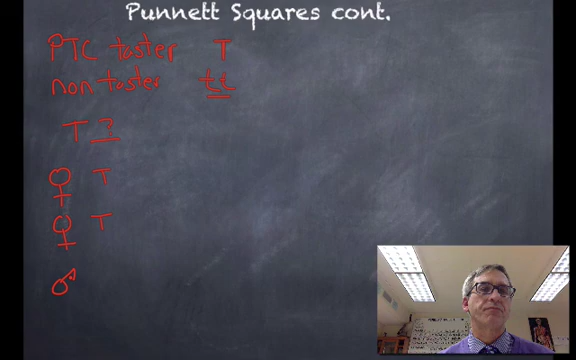 Punnett Squares cont.
PTC taster T
non taster tt
T ?
♀ T
♀ T
♂